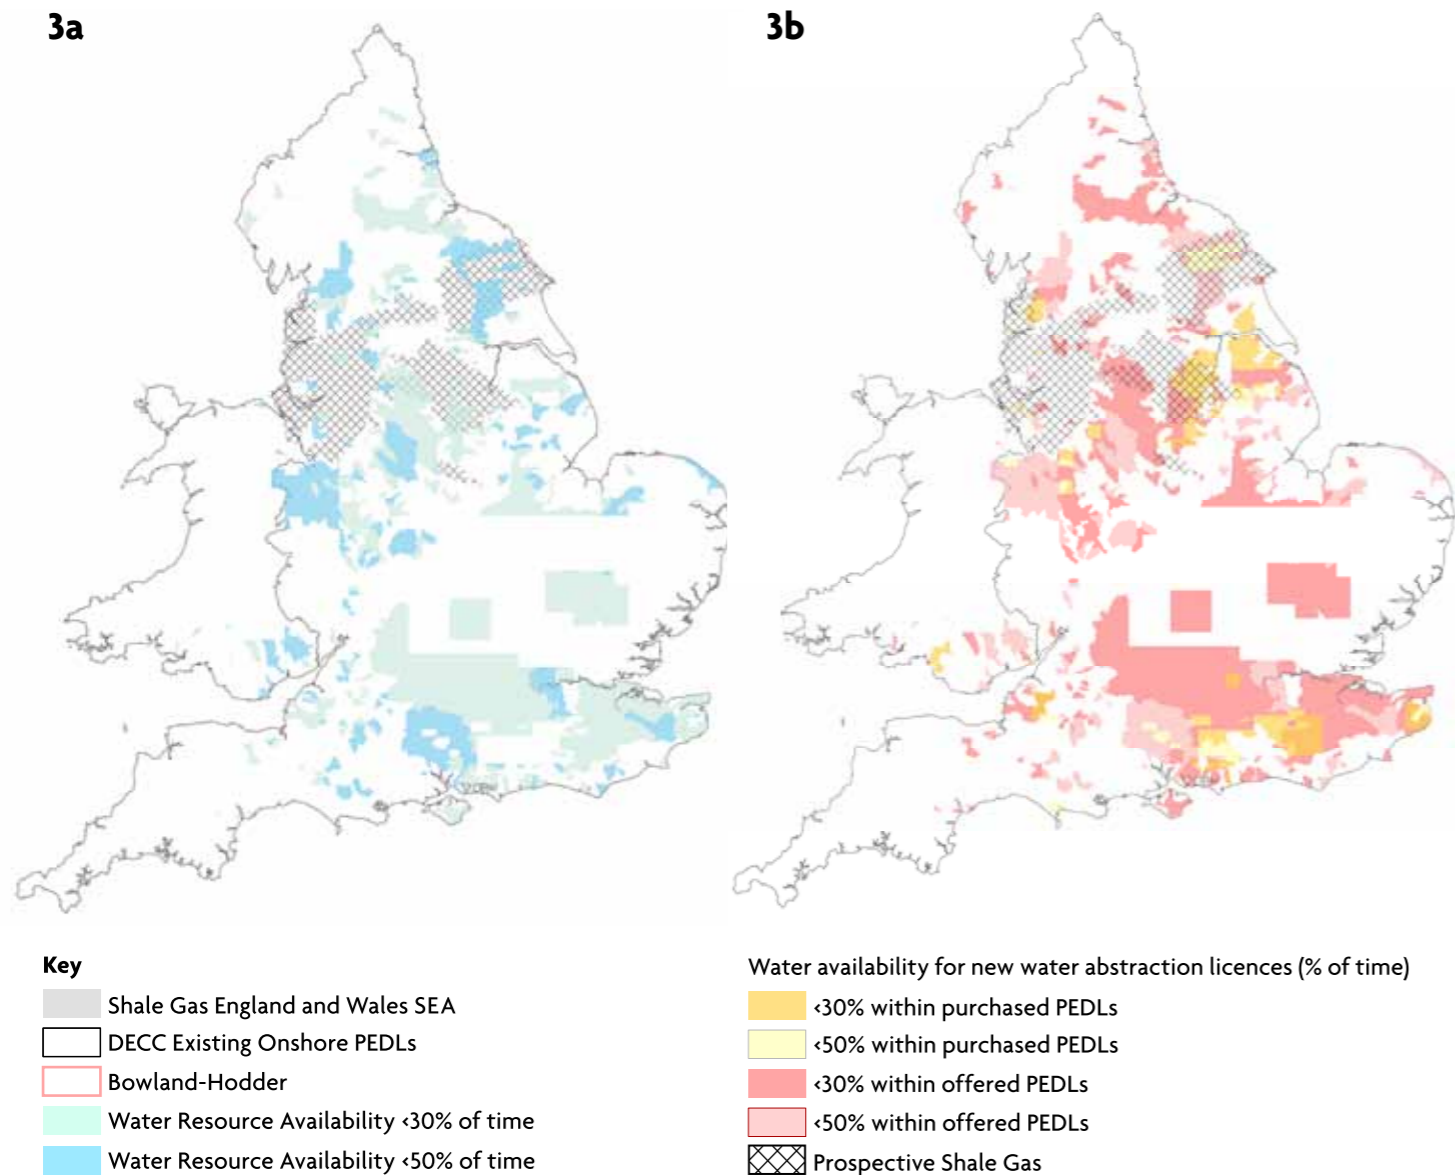 3a
3b
Key
Shale Gas England and Wales SEA
DECC Existing Onshore PEDLs
Bowland-Hodder
Water Resource Availability <30% of time
Water Resource Availability <50% of time
Water availability for new water abstraction licences (% of time)
<30% within purchased PEDLs
<50% within purchased PEDLs
<30% within offered PEDLs
<50% within offered PEDLs
Prospective Shale Gas